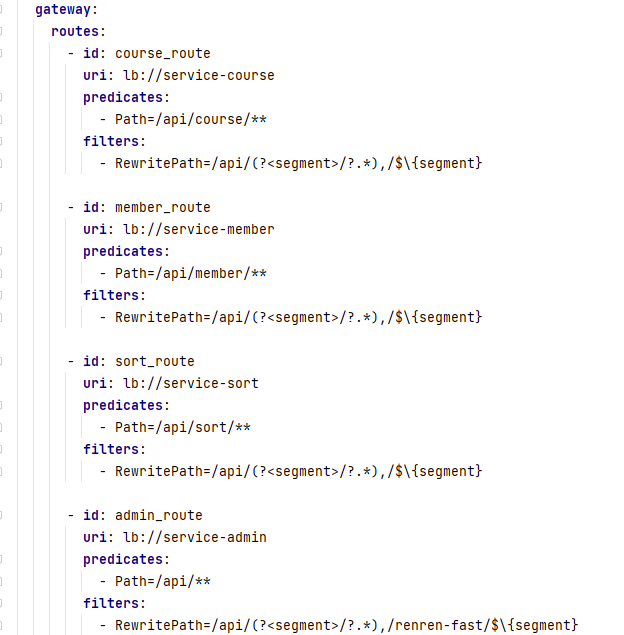 gateway:
routes:
- id: course_route
uri: lb://service-course
predicates:
- Path=/api/course/**
filters:
- RewritePath=/api/(?<segment>/?.*),/$\{segment}
- id: member_route
uri: lb://service-member
predicates:
- Path=/api/member/**
filters:
- RewritePath=/api/(?<segment>/?.*),/$\{segment}
- id: sort_route
uri: lb://service-sort
predicates:
- Path=/api/sort/**
filters:
- RewritePath=/api/(?<segment>/?.*),/$\{segment}
- id: admin_route
uri: lb://service-admin
predicates:
- Path=/api/**
filters:
- RewritePath=/api/(?<segment>/?.*),/renren-fast/$\{segment}